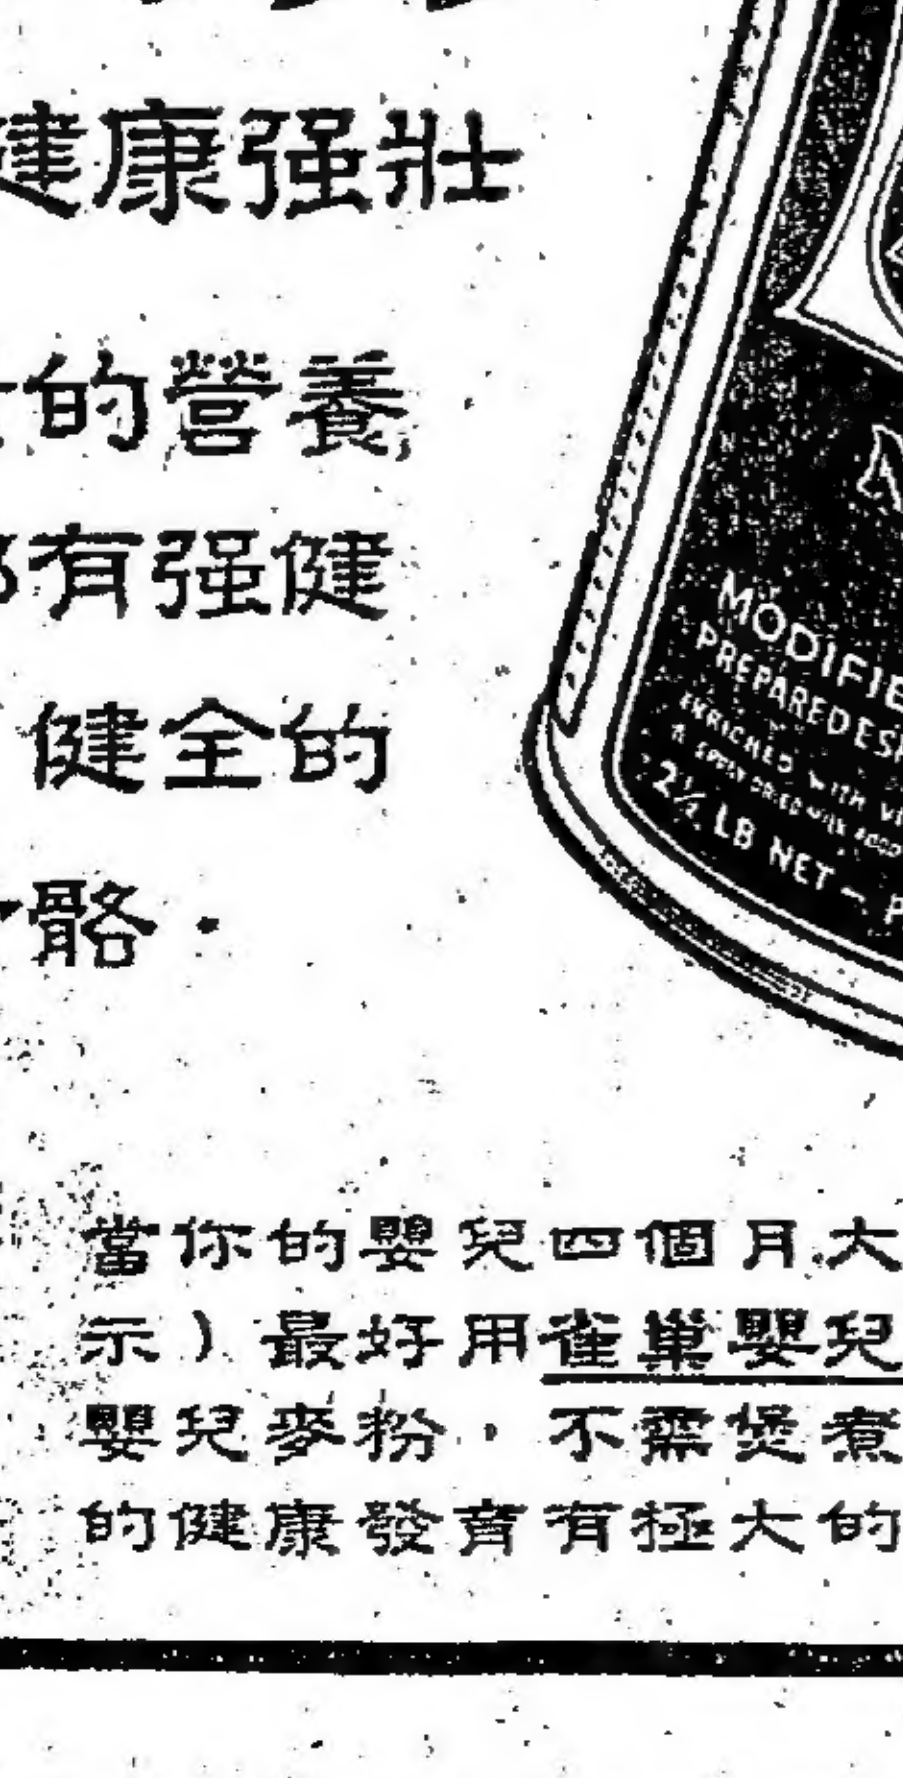 健康强壯
的營養,
有强健
健全的
骼．
MODIFIE
PREPARED ES
ENRICHED WITH VI
2½ LB NET – P
當你的嬰兒四個月大
示）最好用雀巢嬰兒
嬰兒麥粉．不需煲煮
的健康發育有極大的